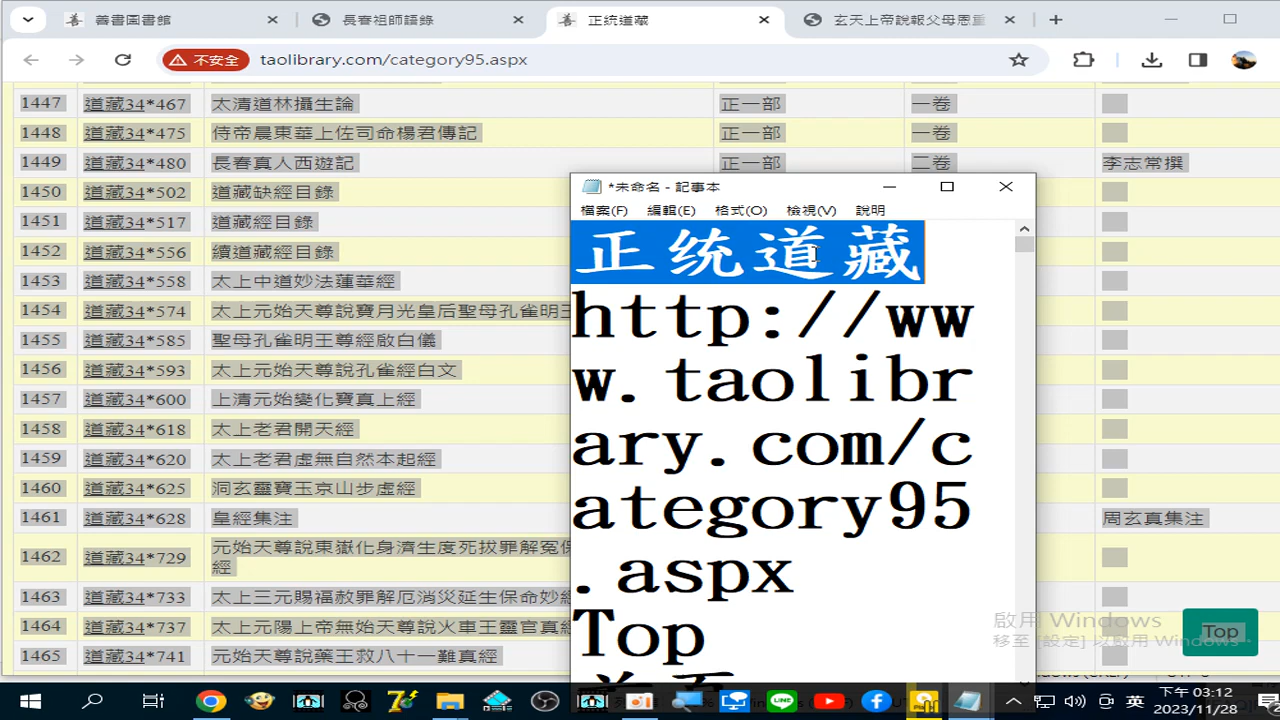 善書圖書館
長春祖師語錄
正統道藏
玄天上帝說報父母恩重
不安全
taolibrary.com/category95.aspx
1447 道藏34*467 太清道林攝生論 正一部 一卷
1448 道藏34*475 侍帝晨東華上佐司命楊君傳記 正一部 一卷
1449 道藏34*480 長春真人西遊記 正一部 二卷 李志常撰
1450 道藏34*502 道藏缺經目錄
1451 道藏34*517 道藏經目錄
1452 道藏34*556 續道藏經目錄
1453 道藏34*558 太上中道妙法蓮華經
1454 道藏34*574 太上元始天尊說寶月光皇后聖母孔雀明王
1455 道藏34*585 聖母孔雀明王尊經啟白儀
1456 道藏34*593 太上元始天尊說孔雀經白文
1457 道藏34*600 上清元始變化寶真上經
1458 道藏34*618 太上老君開天經
1459 道藏34*620 太上老君虛無自然本起經
1460 道藏34*625 洞玄靈寶玉京山步虛經
1461 道藏34*628 皇經集注 周玄真集注
1462 道藏34*729 元始天尊說東嶽化身濟生度死拔罪解冤保
經
1463 道藏34*733 太上三元賜福赦罪解厄消災延生保命妙經
1464 道藏34*737 太上元陽上帝無始天尊說火車王靈官真經
1465 道藏34*741 元始天尊說藥王救八十一難真經
*未命名 - 記事本
檔案(F) 編輯(E) 格式(O) 檢視(V) 說明
正统道藏
http://ww
w.taolibr
ary.com/c
ategory95
.aspx
Top
啟用 Windows
移至 [設定] 以啟用 Windows。
Top
英
下午 03:12
2023/11/28